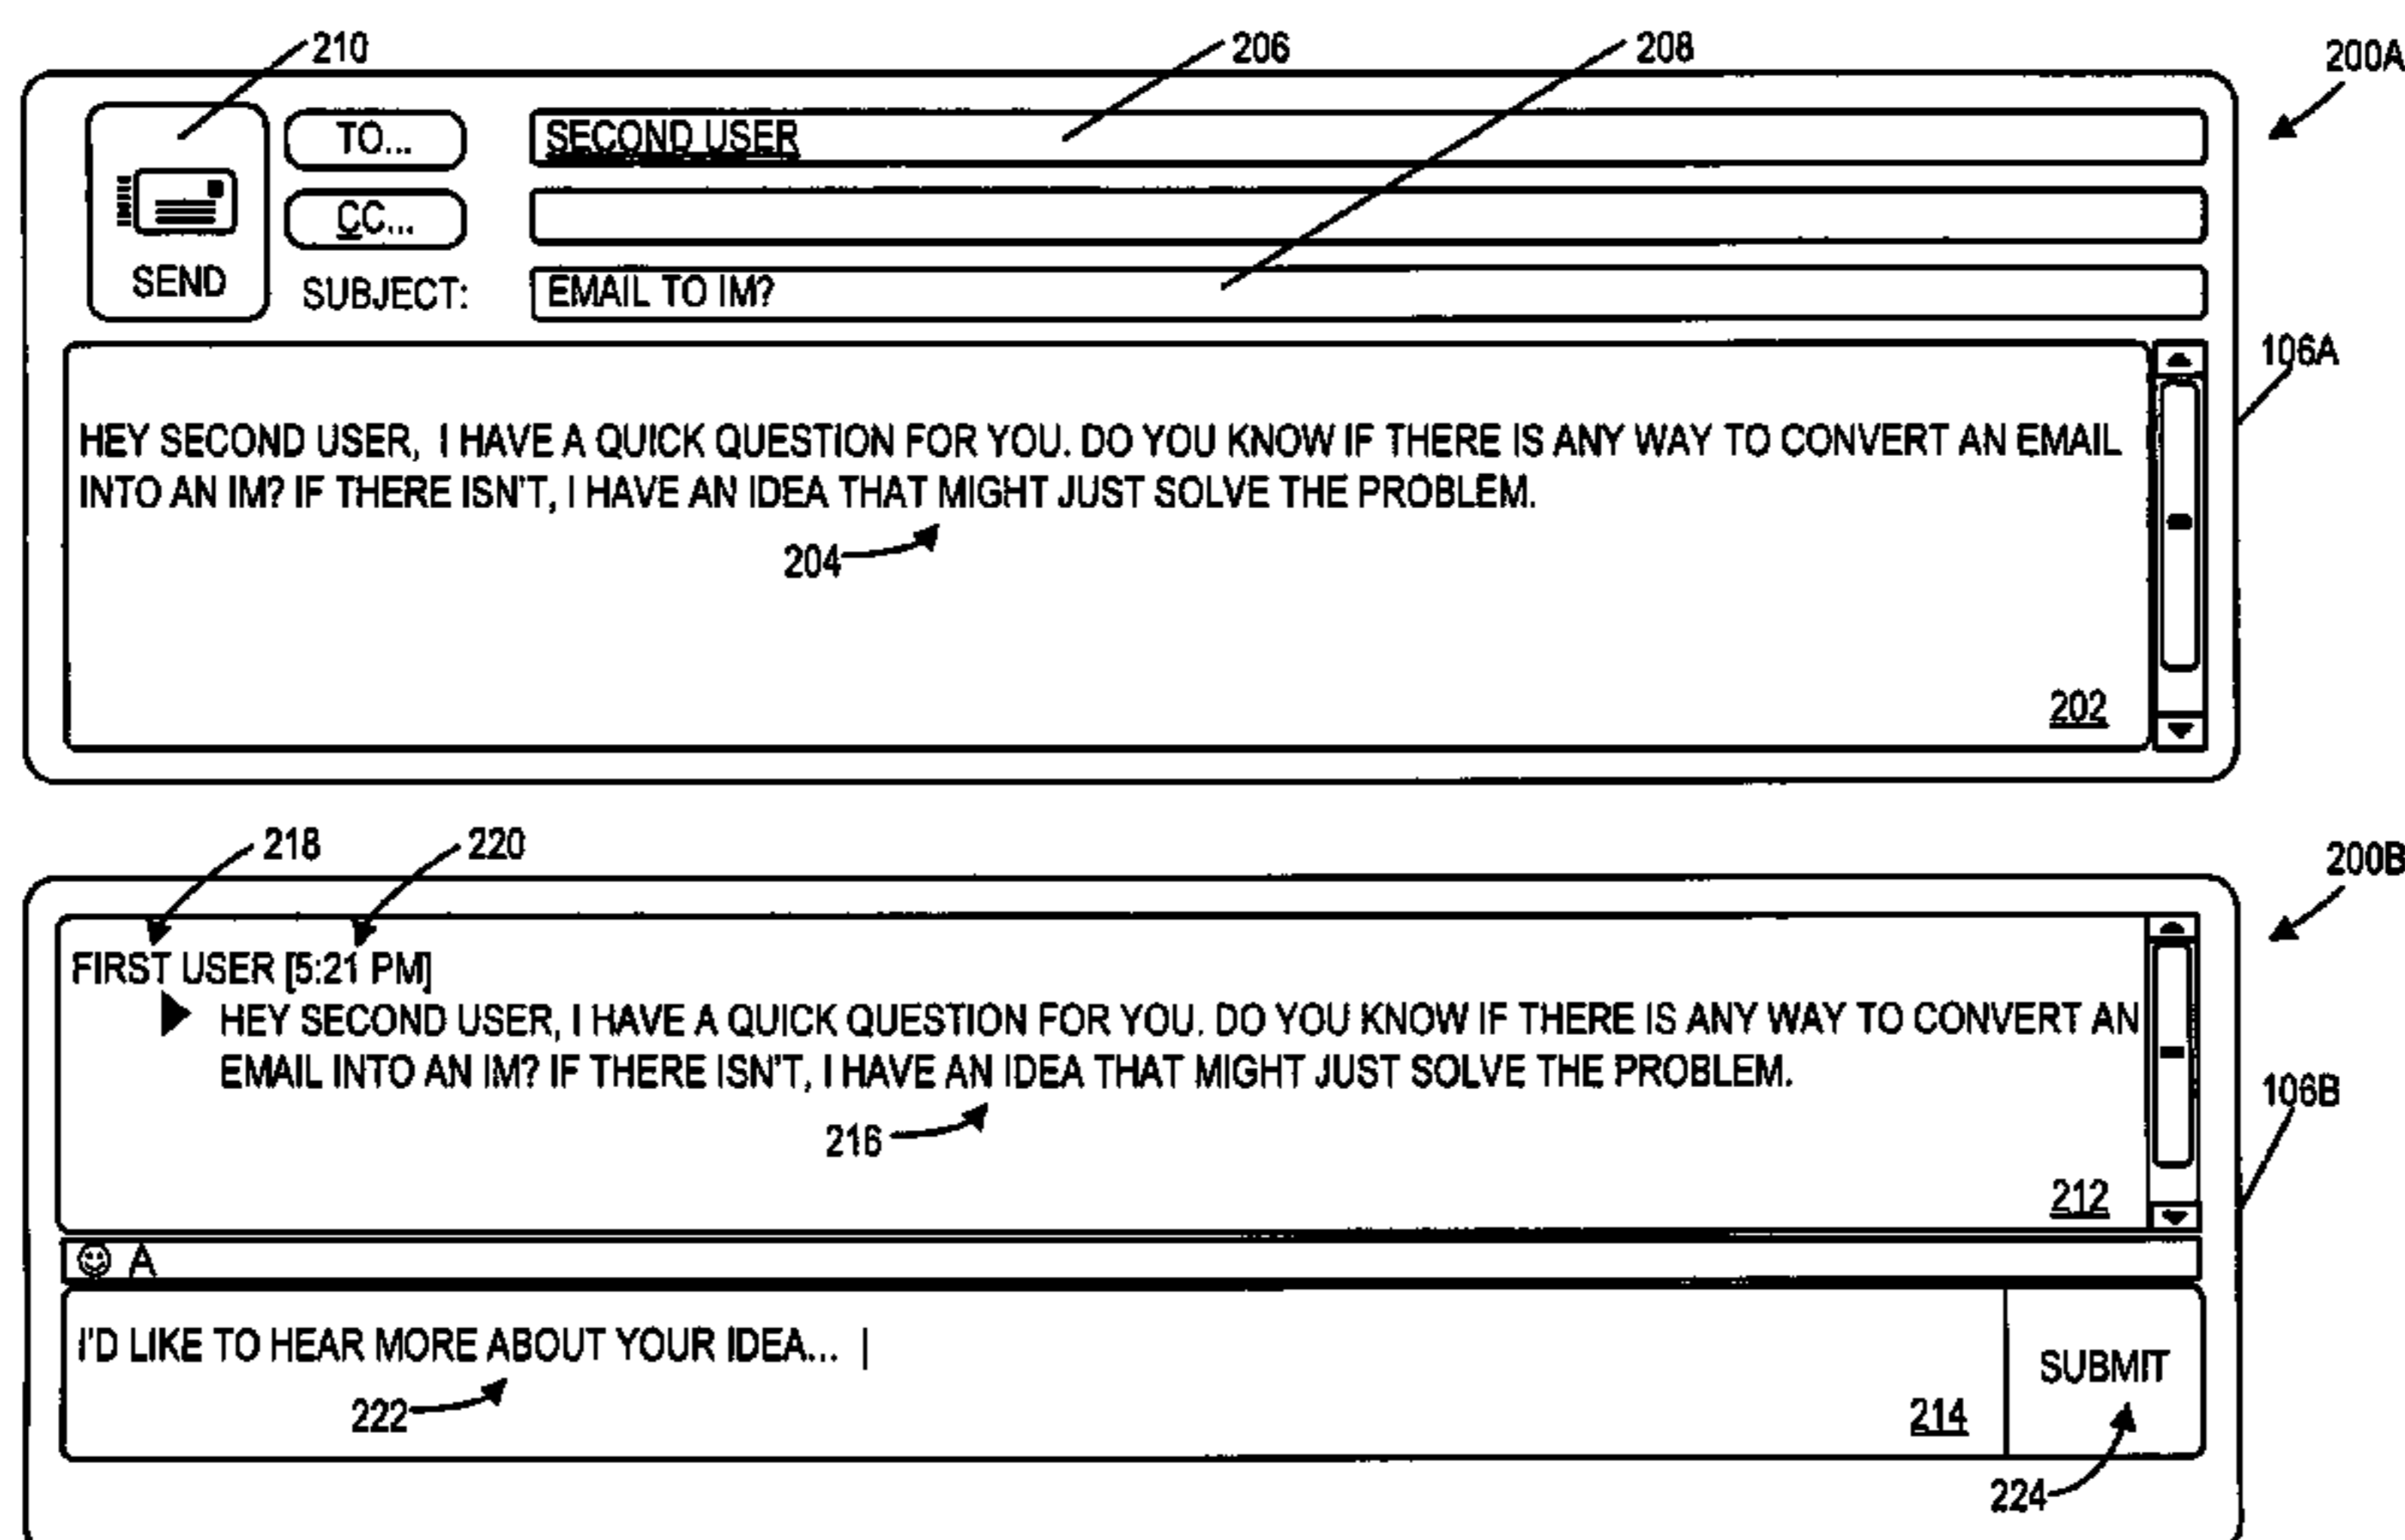 210
206
208
200A
TO...
SECOND USER
CC...
SEND
SUBJECT:
EMAIL TO IM?
106A
HEY SECOND USER, I HAVE A QUICK QUESTION FOR YOU. DO YOU KNOW IF THERE IS ANY WAY TO CONVERT AN EMAIL
INTO AN IM? IF THERE ISN'T, I HAVE AN IDEA THAT MIGHT JUST SOLVE THE PROBLEM.
204
202
218
220
200B
FIRST USER [5:21 PM]
HEY SECOND USER, I HAVE A QUICK QUESTION FOR YOU. DO YOU KNOW IF THERE IS ANY WAY TO CONVERT AN
EMAIL INTO AN IM? IF THERE ISN'T, I HAVE AN IDEA THAT MIGHT JUST SOLVE THE PROBLEM.
106B
216
212
A
I'D LIKE TO HEAR MORE ABOUT YOUR IDEA... |
SUBMIT
222
214
224